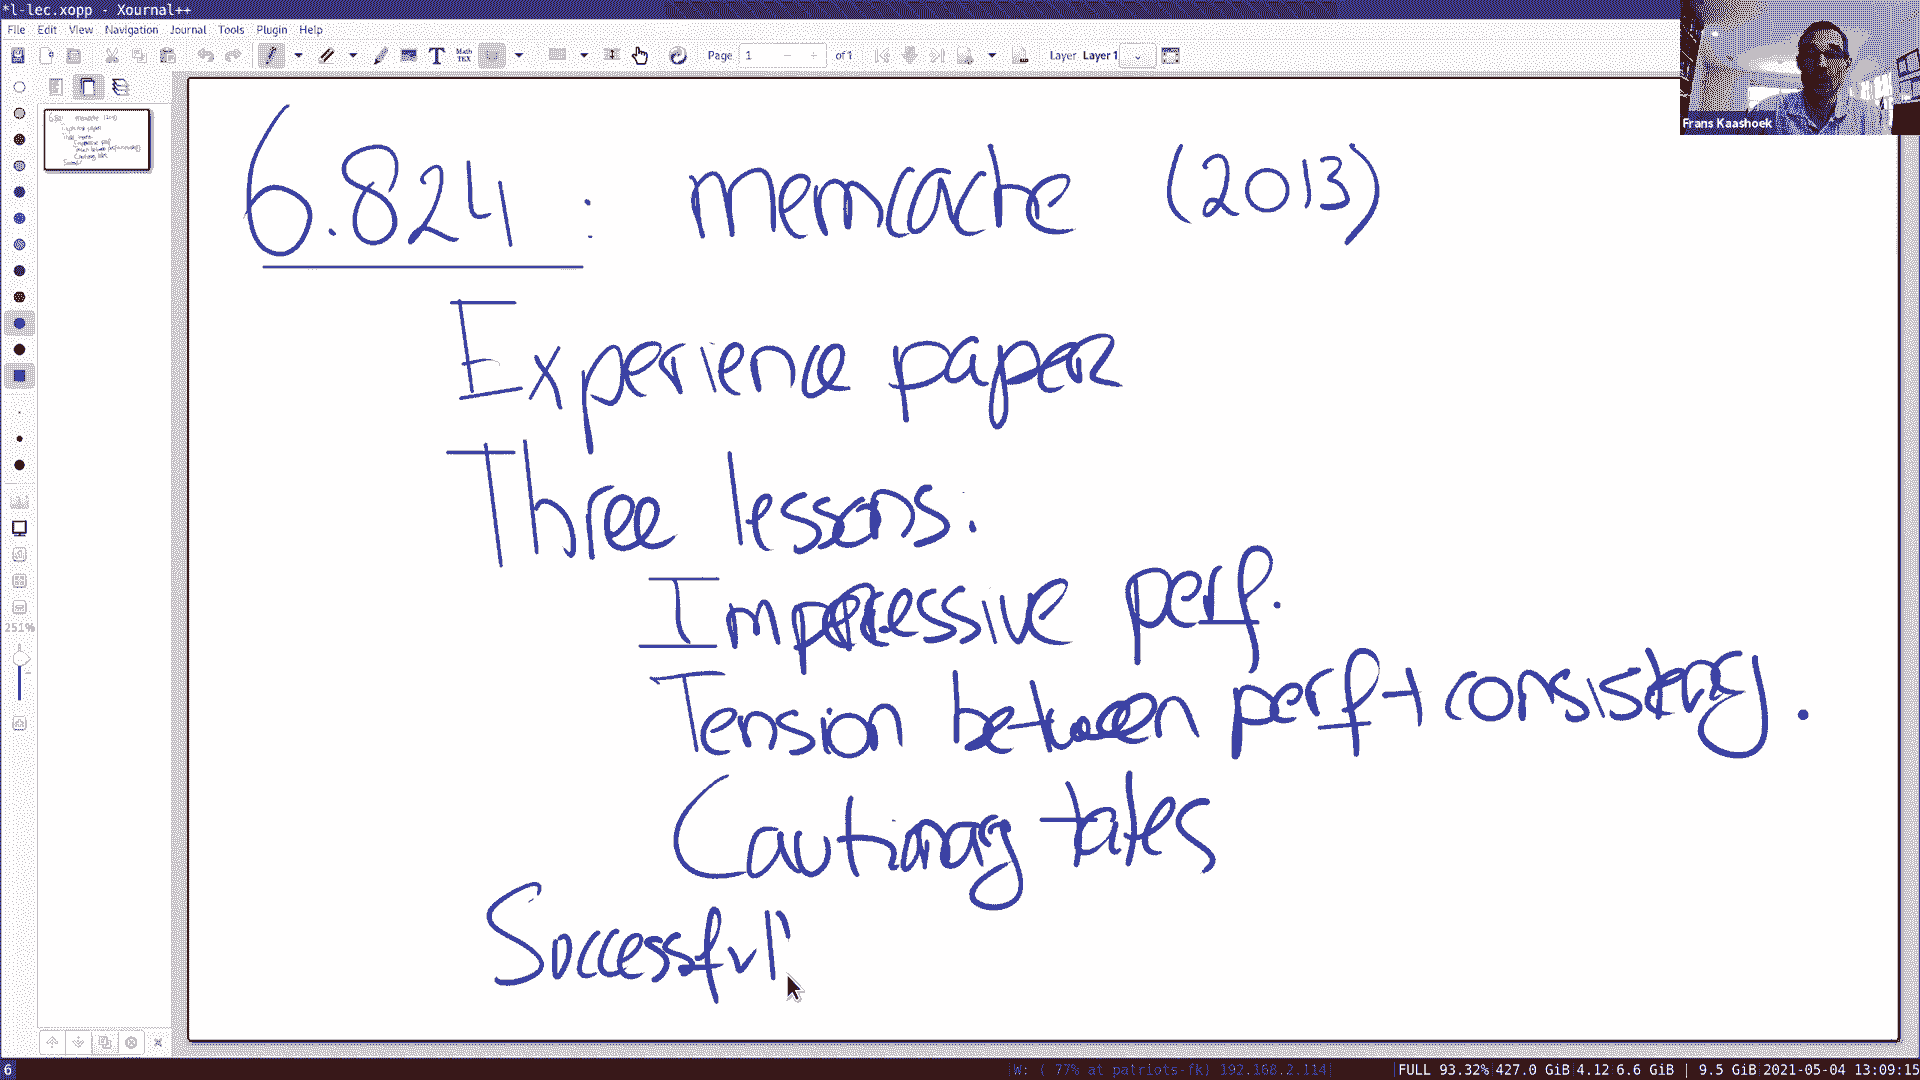 *l-lec.xopp - Xournal++
File Edit View Navigation Journal Tools Plugin Help
Page 1 of 1 Layer Layer 1
Frans Kaashoek
6.824 : memcache (2013)
Experience paper
Three lessons.
Impressive perf.
Tension between perf + consistency.
Cautionary tales
Successful
251%
6 W: ( 77% at patriots-fk) 192.168.2.114| |FULL 93.32%|427.0 GiB|4.12|6.6 GiB | 9.5 GiB|2021-05-04 13:09:15